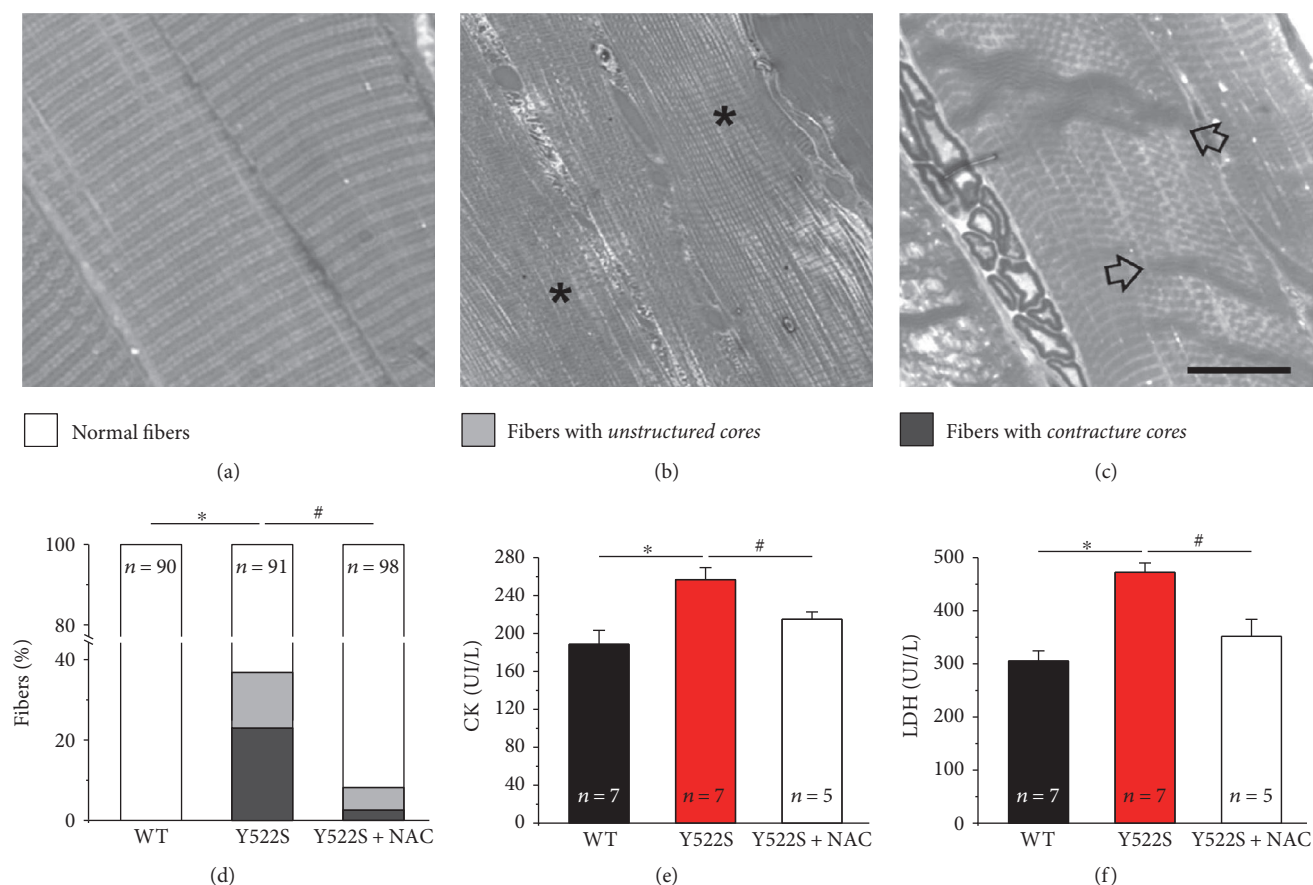 *
*
Normal fibers
Fibers with unstructured cores
Fibers with contracture cores
(a)
(b)
(c)
* #
100
80
40
20
0
Fibers (%)
n = 90
n = 91
n = 98
WT
Y522S
Y522S + NAC
(d)
* #
280
240
200
160
120
80
40
0
CK (UI/L)
n = 7
n = 7
n = 5
WT
Y522S
Y522S + NAC
(e)
* #
500
400
300
200
100
0
LDH (UI/L)
n = 7
n = 7
n = 5
WT
Y522S
Y522S + NAC
(f)